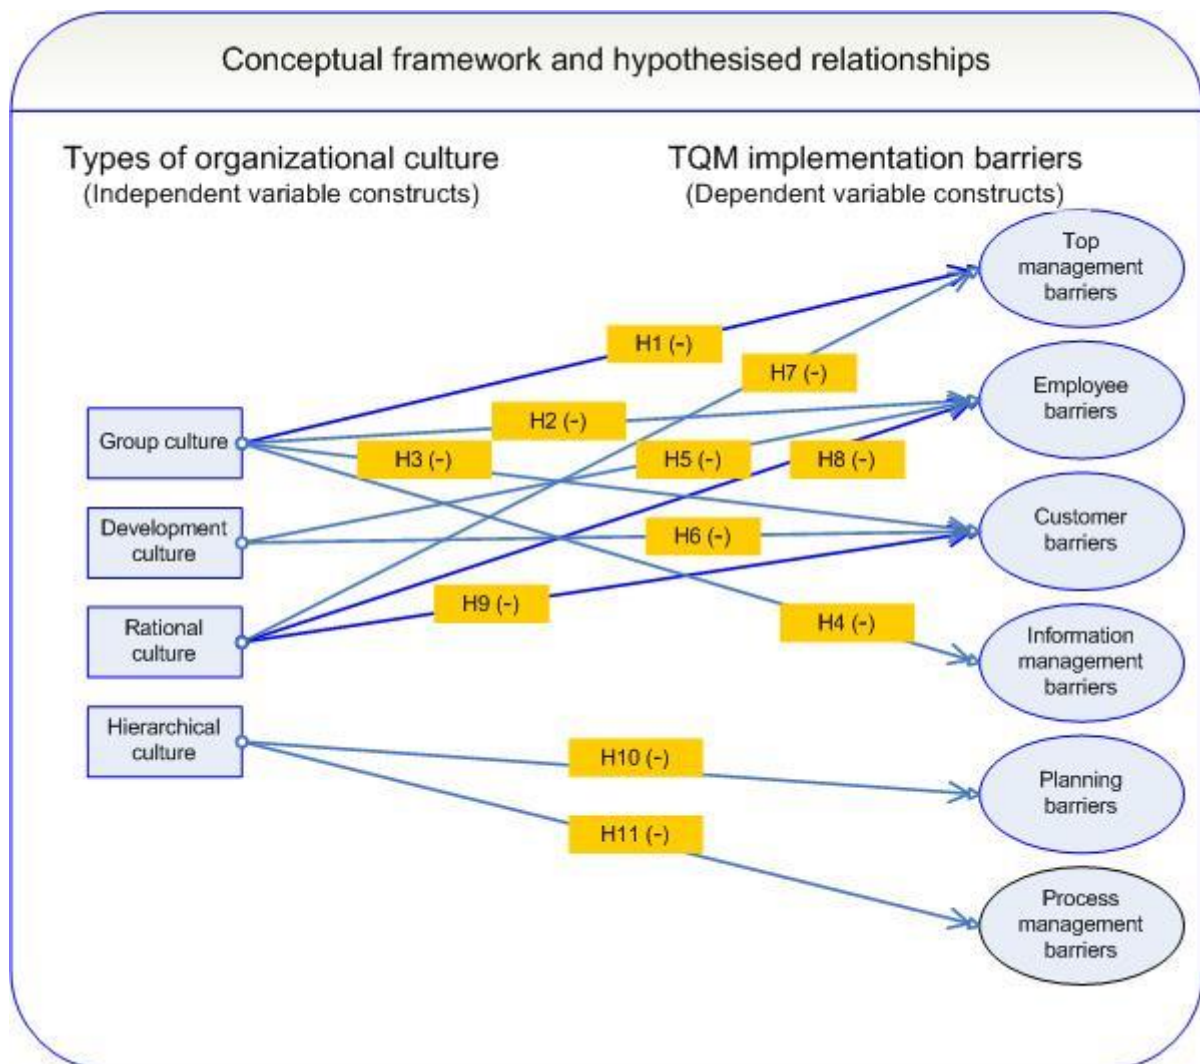 Conceptual framework and hypothesised relationships
Types of organizational culture
(Independent variable constructs)
TQM implementation barriers
(Dependent variable constructs)
Top
management
barriers
H1 (-)
H7 (-)
Employee
barriers
Group culture
H2 (-)
H3 (-)
H5 (-)
H8 (-)
Development
culture
H6 (-)
Customer
barriers
Rational
culture
H9 (-)
H4 (-)
Information
management
barriers
Hierarchical
culture
H10 (-)
Planning
barriers
H11 (-)
Process
management
barriers